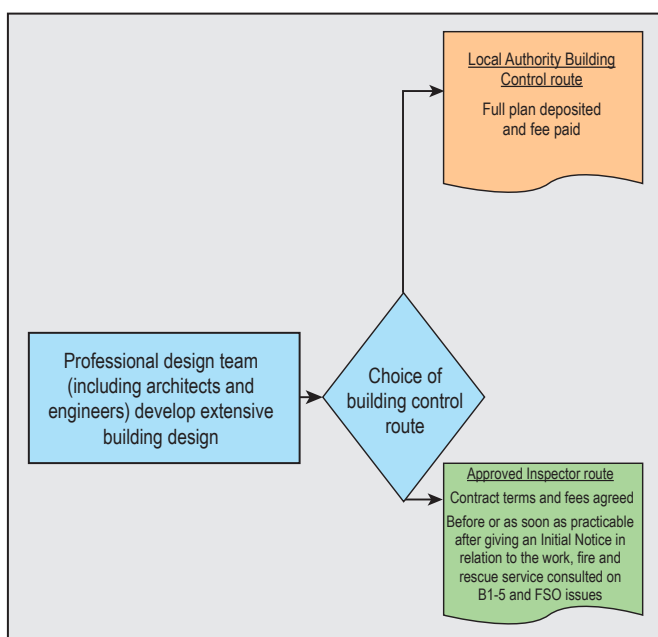 Professional design team
(including architects and
engineers) develop extensive
building design
Choice of
building control
route
Local Authority Building
Control route
Full plan deposited
and fee paid
Approved Inspector route
Contract terms and fees agreed
Before or as soon as practicable
after giving an Initial Notice in
relation to the work, fire and
rescue service consulted on
B1-5 and FSO issues